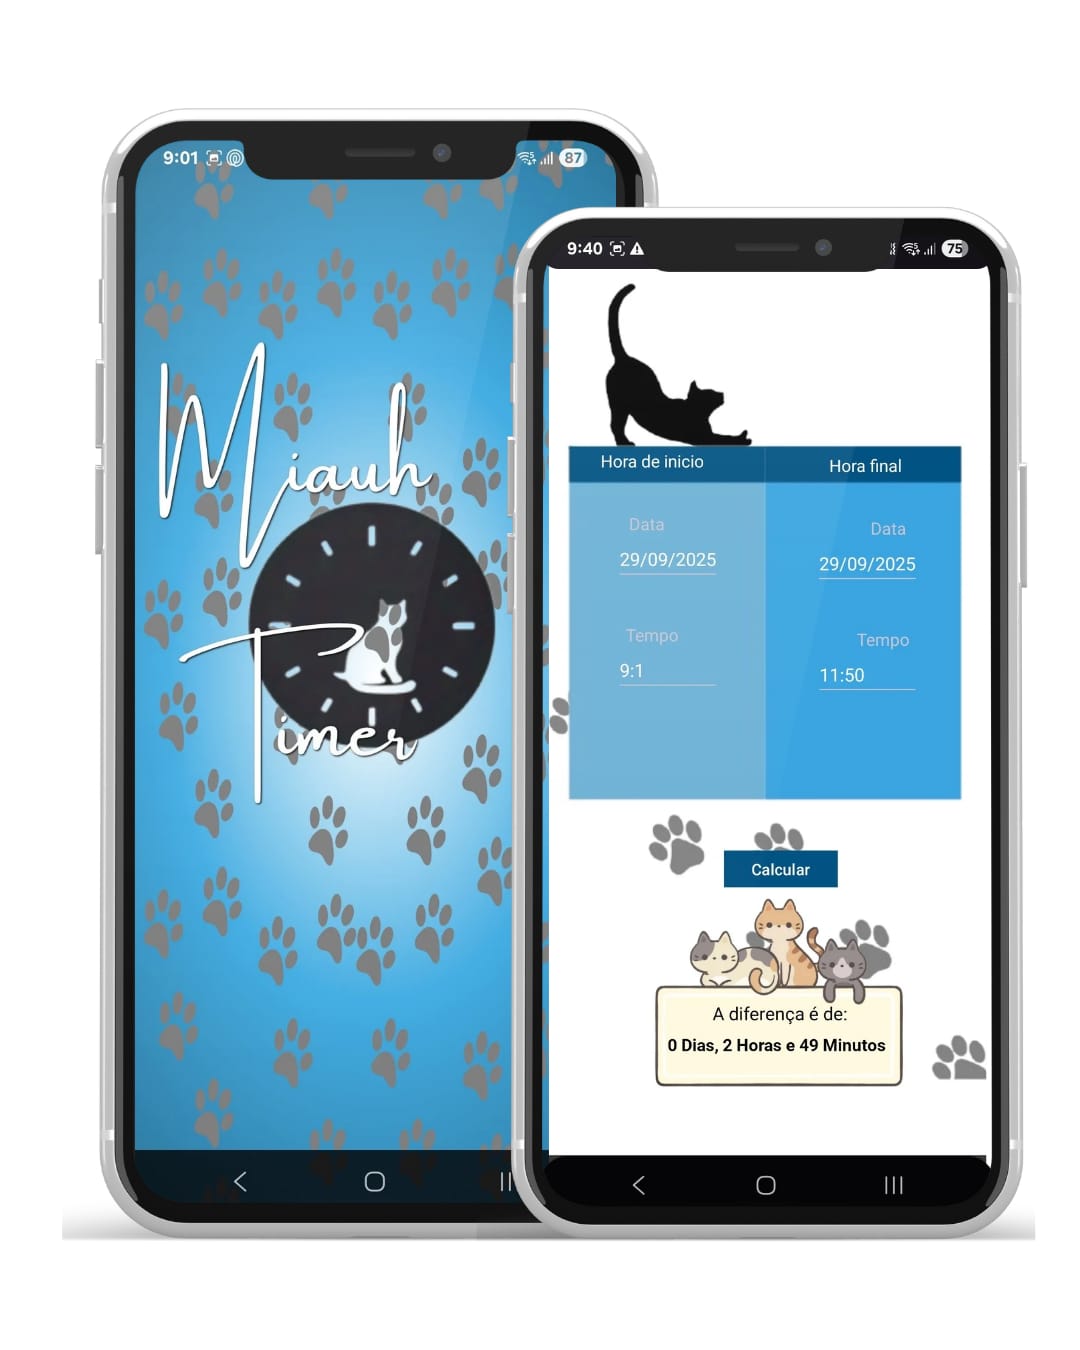 9:01
87
Miauh
Timer
9:40
75
Hora de inicio
Hora final
Data
29/09/2025
Data
29/09/2025
Tempo
9:1
Tempo
11:50
Calcular
A diferença é de:
0 Dias, 2 Horas e 49 Minutos